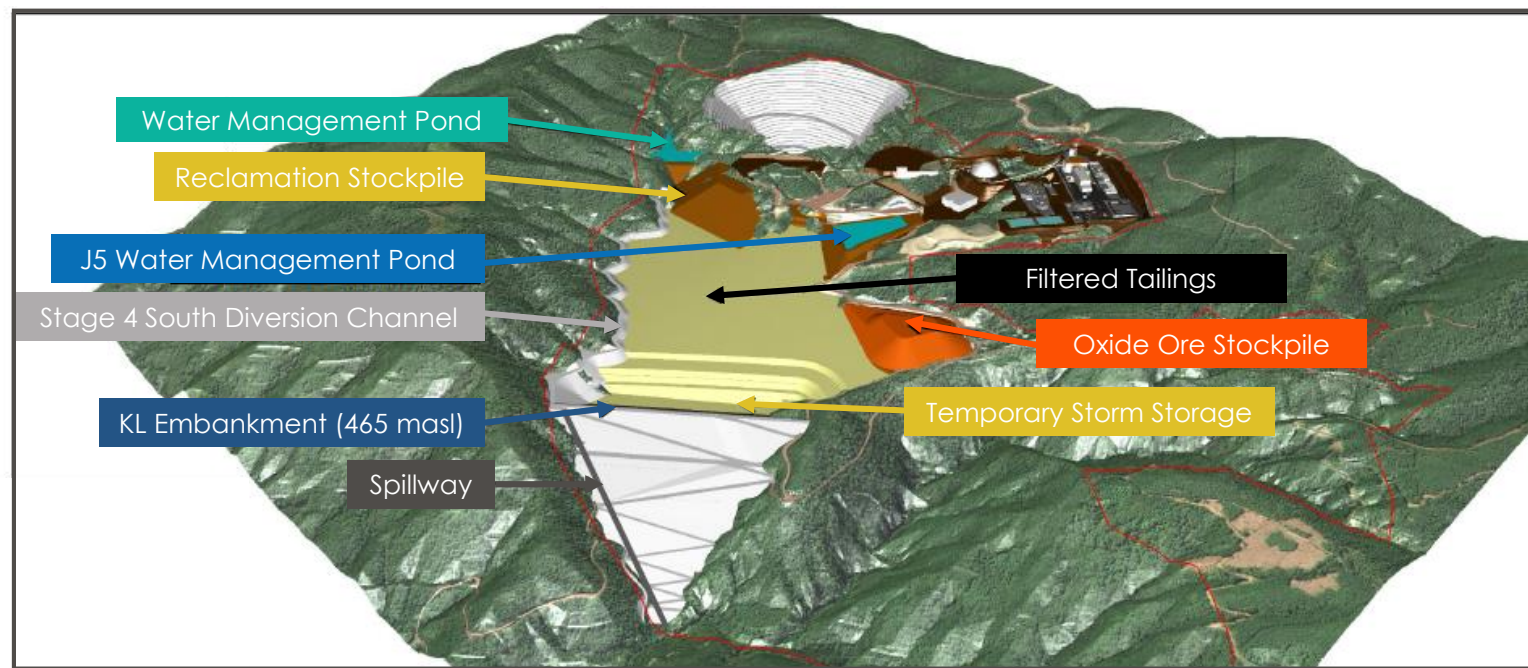 Water Management Pond
Reclamation Stockpile
J5 Water Management Pond
Filtered Tailings
Stage 4 South Diversion Channel
Oxide Ore Stockpile
KL Embankment (465 masl)
Temporary Storm Storage
Spillway